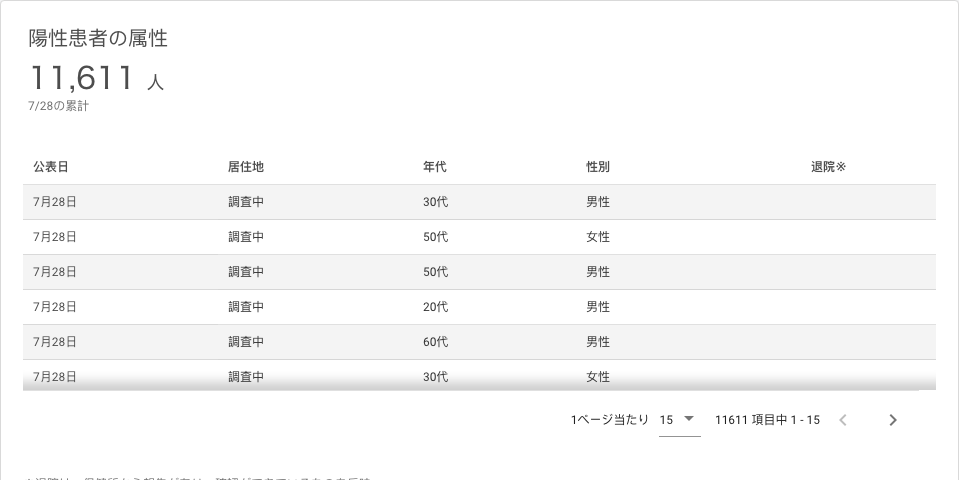 陽性患者の属性
11,611 人
7/28の累計
公表日 居住地 年代 性別 退院※
7月28日 調査中 30代 男性
7月28日 調査中 50代 女性
7月28日 調査中 50代 男性
7月28日 調査中 20代 男性
7月28日 調査中 60代 男性
7月28日 調査中 30代 女性
1ページ当たり 15 11611 項目中 1 - 15